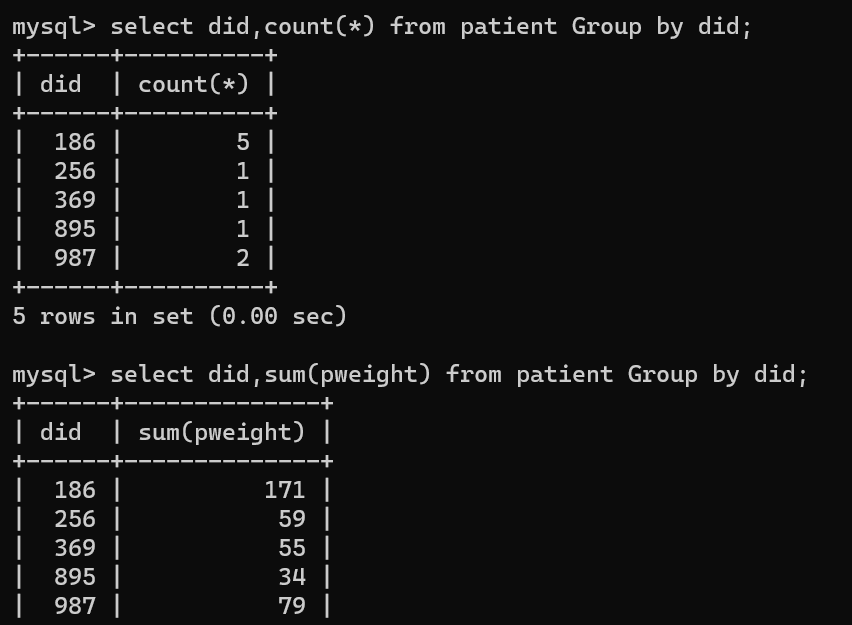 mysql> select did,count(*) from patient Group by did;
+------+----------+
| did  | count(*) |
+------+----------+
|  186 |        5 |
|  256 |        1 |
|  369 |        1 |
|  895 |        1 |
|  987 |        2 |
+------+----------+
5 rows in set (0.00 sec)

mysql> select did,sum(pweight) from patient Group by did;
+------+--------------+
| did  | sum(pweight) |
+------+--------------+
|  186 |          171 |
|  256 |           59 |
|  369 |           55 |
|  895 |           34 |
|  987 |           79 |